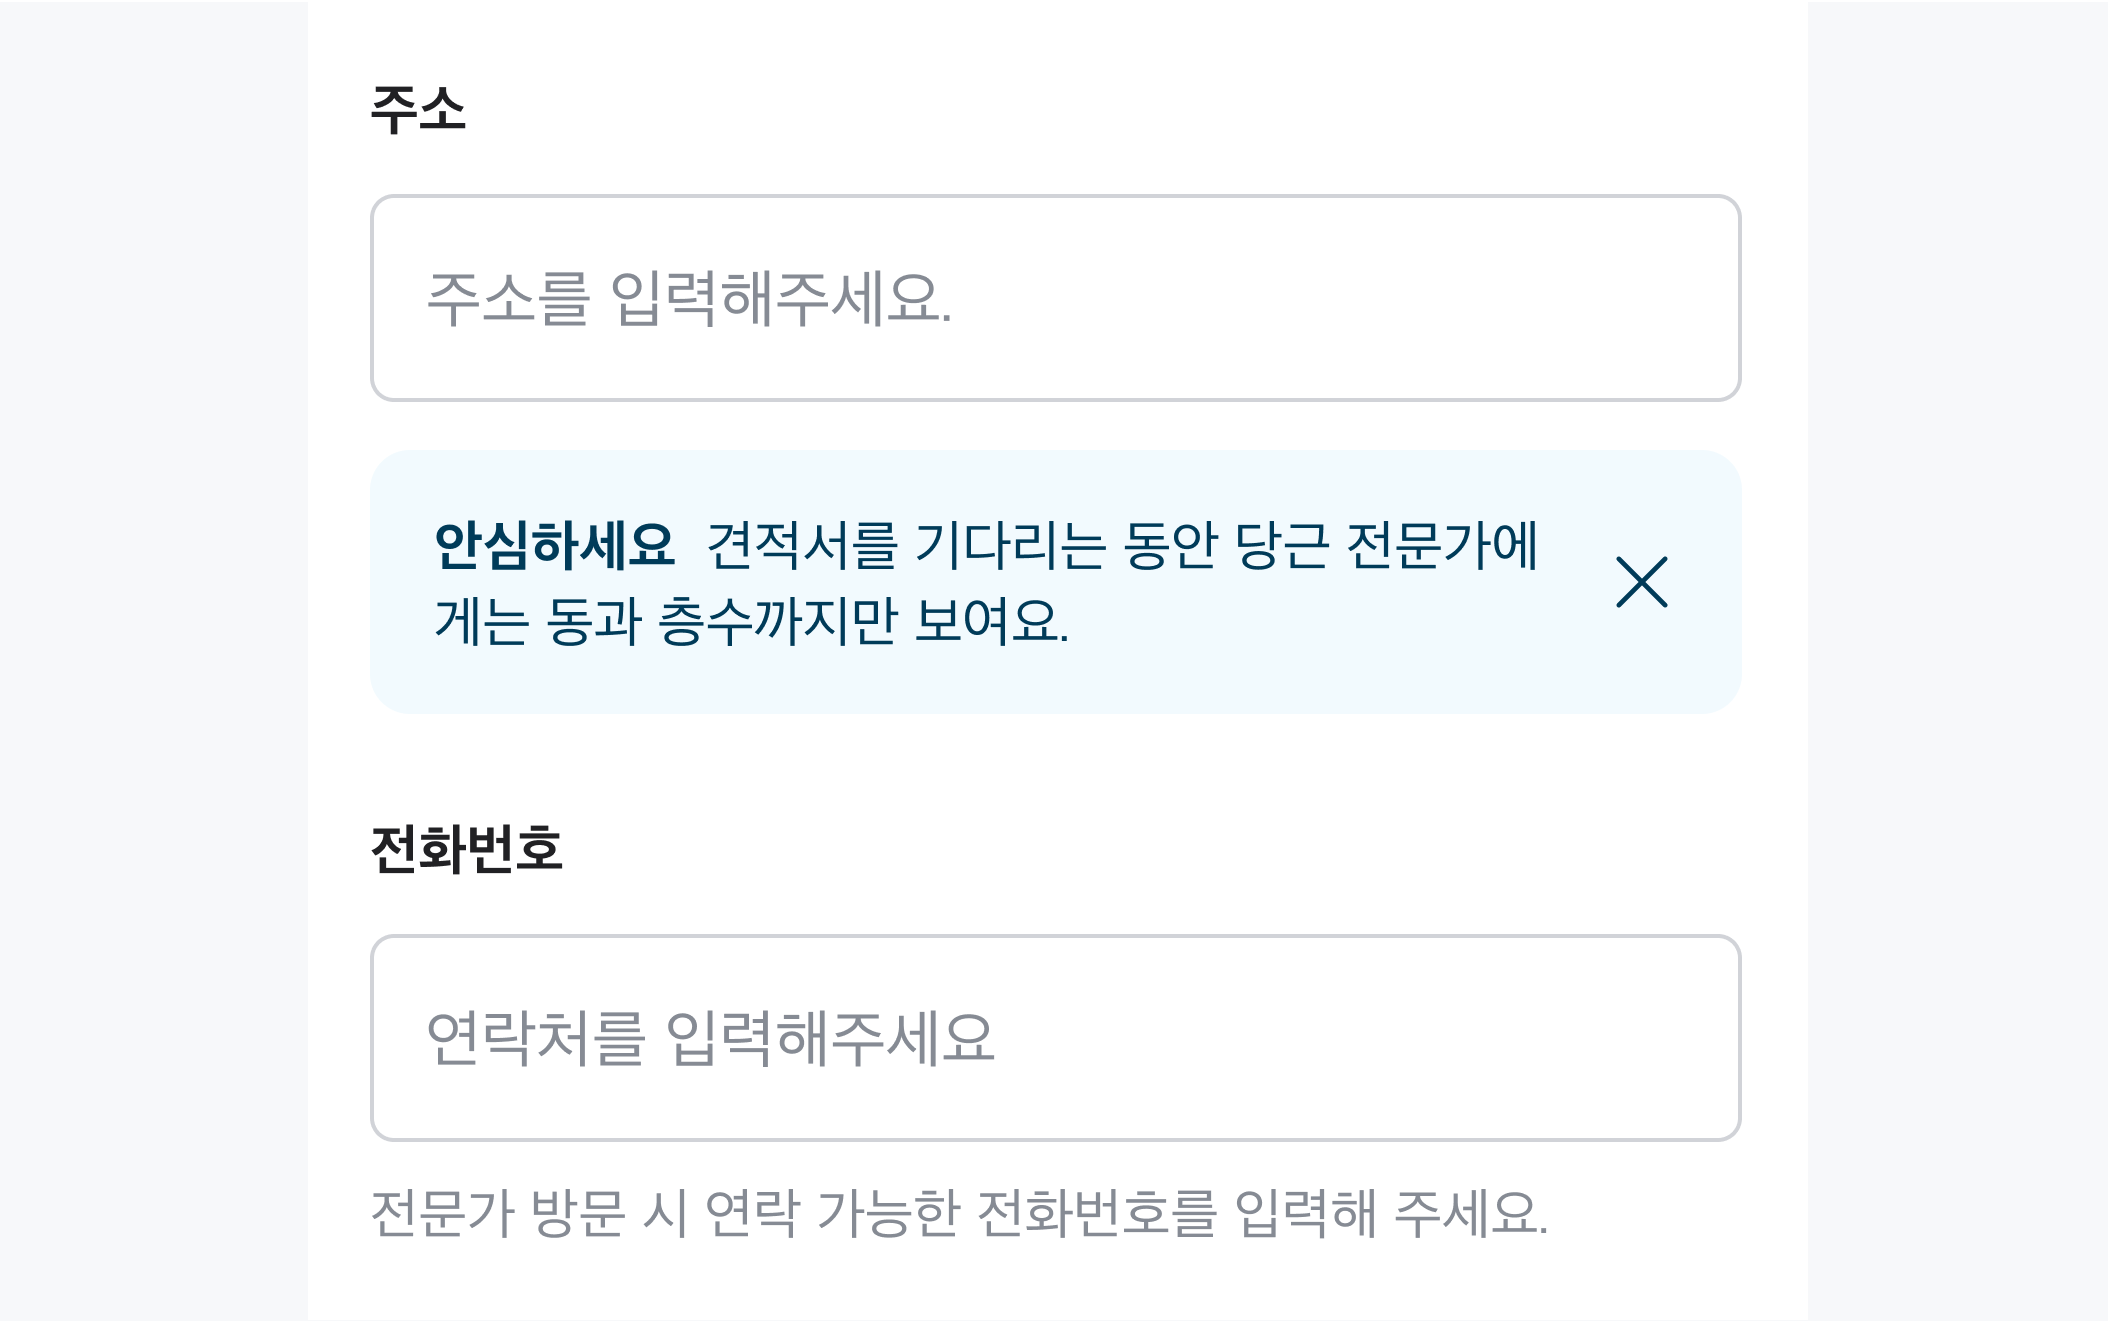 주소
주소를 입력해주세요.
안심하세요 견적서를 기다리는 동안 당근 전문가에
게는 동과 층수까지만 보여요.
전화번호
연락처를 입력해주세요
전문가 방문 시 연락 가능한 전화번호를 입력해 주세요.